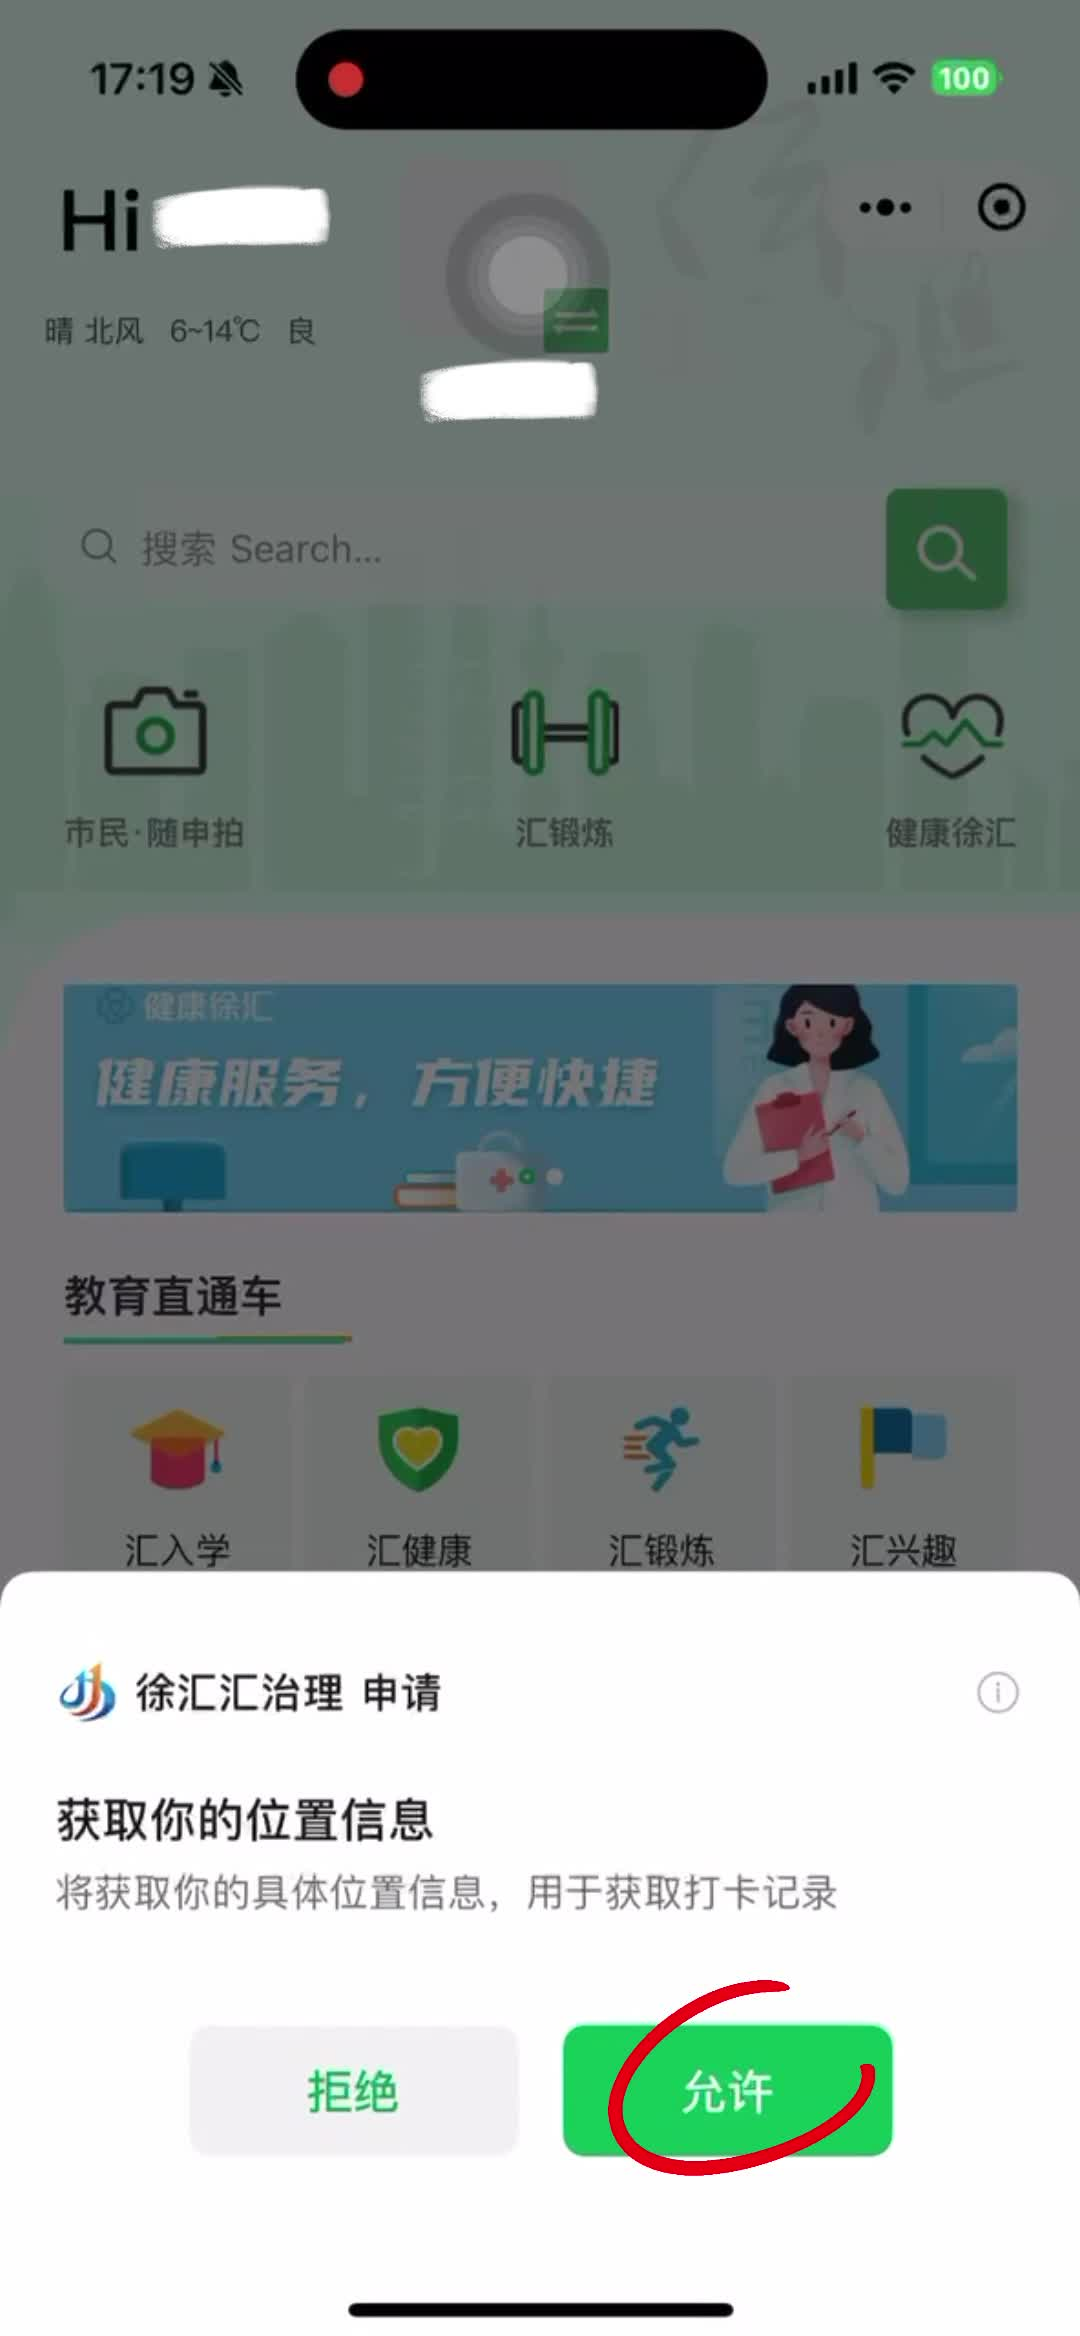 17:19
100
Hi
晴 北风 6~14℃ 良
搜索 Search...
市民·随申拍
汇锻炼
健康徐汇
健康徐汇
健康服务，方便快捷
教育直通车
汇入学
汇健康
汇锻炼
汇兴趣
徐汇汇治理 申请
获取你的位置信息
将获取你的具体位置信息，用于获取打卡记录
拒绝
允许